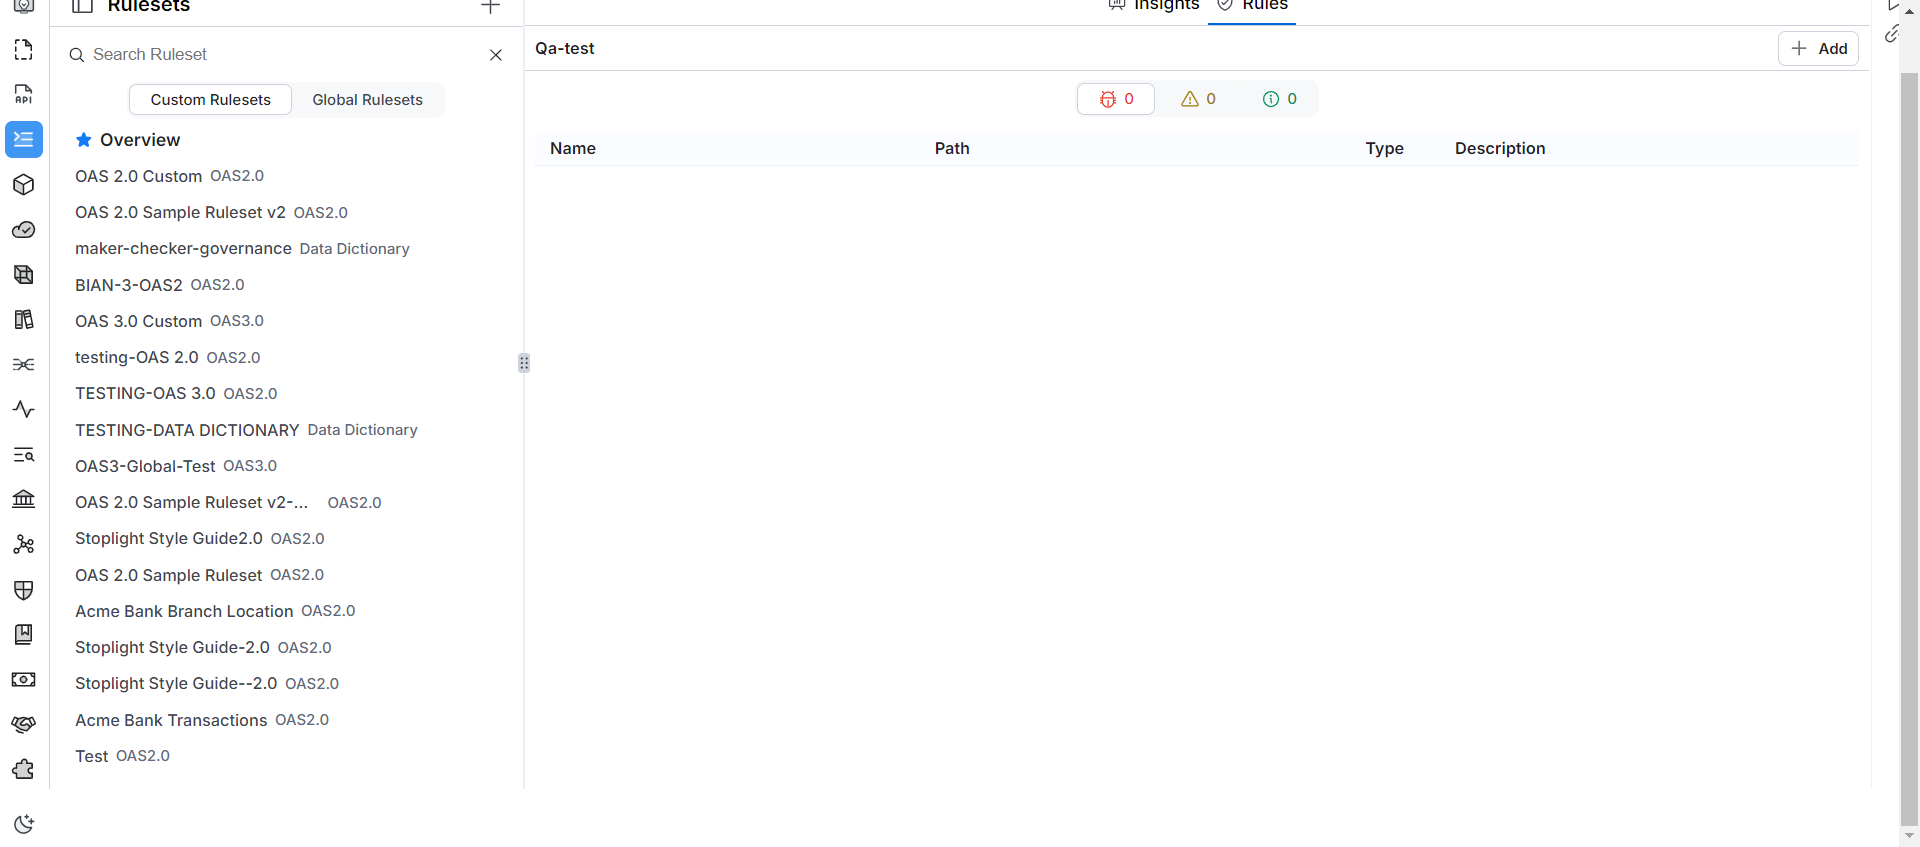 Rulesets
Search Ruleset
Custom Rulesets
Global Rulesets
Overview
OAS 2.0 Custom OAS2.0
OAS 2.0 Sample Ruleset v2 OAS2.0
maker-checker-governance Data Dictionary
BIAN-3-OAS2 OAS2.0
OAS 3.0 Custom OAS3.0
testing-OAS 2.0 OAS2.0
TESTING-OAS 3.0 OAS2.0
TESTING-DATA DICTIONARY Data Dictionary
OAS3-Global-Test OAS3.0
OAS 2.0 Sample Ruleset v2-... OAS2.0
Stoplight Style Guide2.0 OAS2.0
OAS 2.0 Sample Ruleset OAS2.0
Acme Bank Branch Location OAS2.0
Stoplight Style Guide-2.0 OAS2.0
Stoplight Style Guide--2.0 OAS2.0
Acme Bank Transactions OAS2.0
Test OAS2.0
API
Insights Rules
Qa-test
Add
0 0 0
Name Path Type Description